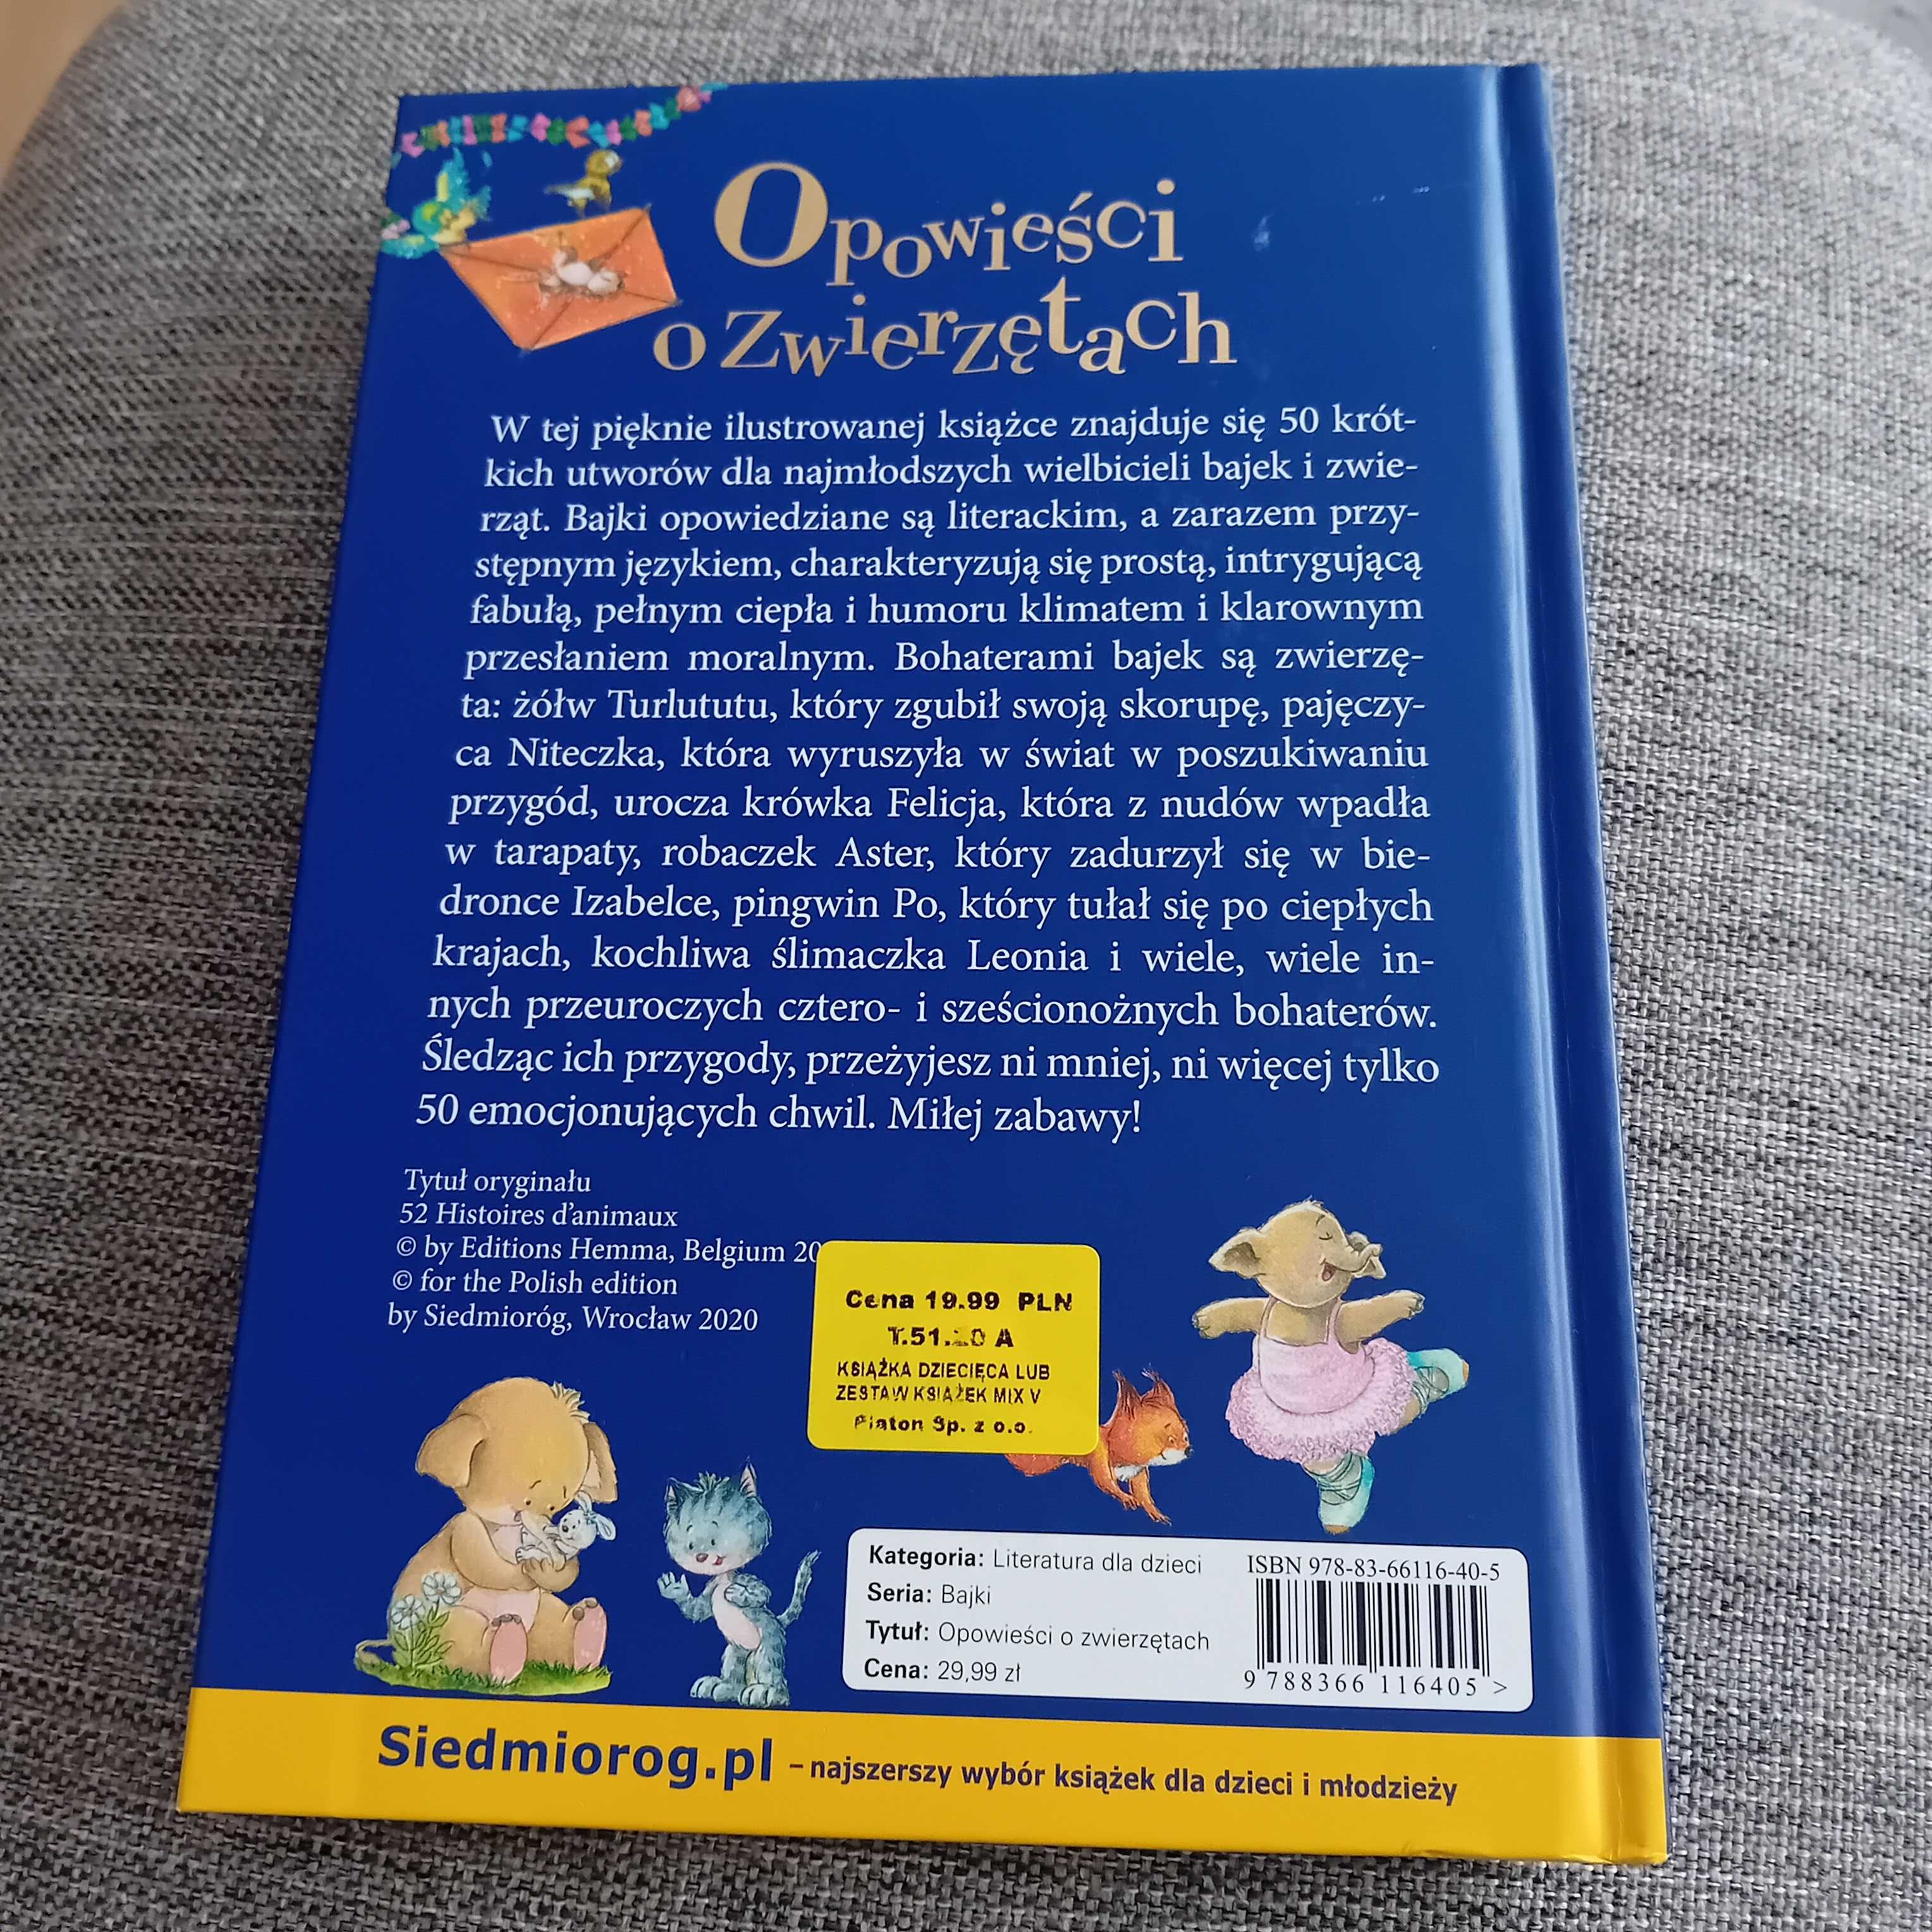 Opowieści
o Zwierzętach
W tej pięknie ilustrowanej książce znajduje się 50 krót-
kich utworów dla najmłodszych wielbicieli bajek i zwie-
rząt. Bajki opowiedziane są literackim, a zarazem przy-
stępnym językiem, charakteryzują się prostą, intrygującą
fabułą, pełnym ciepła i humoru klimatem i klarownym
przesłaniem moralnym. Bohaterami bajek są zwierzę-
ta: żółw Turlututu, który zgubił swoją skorupę, pajęczy-
ca Niteczka, która wyruszyła w świat w poszukiwaniu
przygód, urocza krówka Felicja, która z nudów wpadła
w tarapaty, robaczek Aster, który zadurzył się w bie-
dronce Izabelce, pingwin Po, który tułał się po ciepłych
krajach, kochliwa ślimaczka Leonia i wiele, wiele in-
nych przeuroczych cztero- i sześcionożnych bohaterów.
Śledząc ich przygody, przeżyjesz ni mniej, ni więcej tylko
50 emocjonujących chwil. Miłej zabawy!
Tytuł oryginału
52 Histoires d'animaux
© by Editions Hemma, Belgium
© for the Polish edition
by Siedmioróg, Wrocław 2020
Cena 19.99 PLN
A
KSIĄŻKA DZIECIĘCA LUB
ZESTAW KSIĄŻEK MIX V
Sp. z o.o.
Kategoria: Literatura dla dzieci
Seria: Bajki
Tytuł: Opowieści o zwierzętach
Cena: 29,99 zł
ISBN 978-83-66116-40-5
9 788366 116405 >
Siedmiorog.pl – najszerszy wybór książek dla dzieci i młodzieży